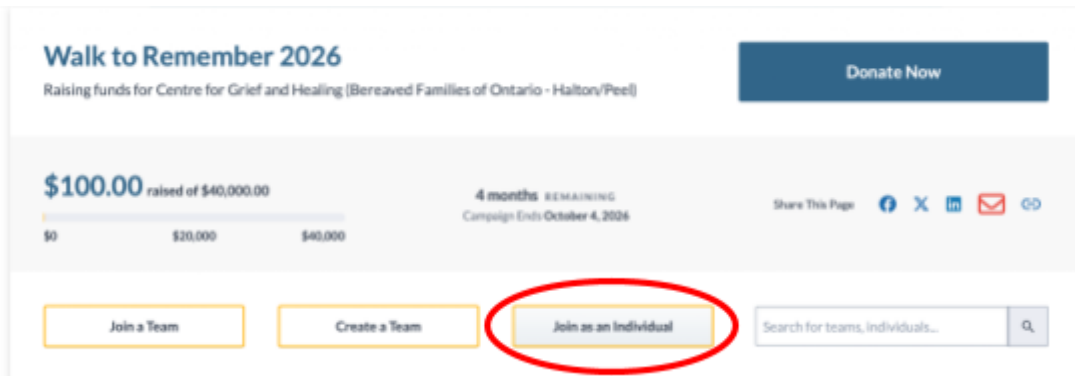 Walk to Remember 2026
Donate Now
Raising funds for Centre for Grief and Healing (Bereaved Families of Ontario - Halton/Peel)
$100.00 raised of $40,000.00
$0 $20,000 $40,000
4 months REMAINING
Campaign Ends October 4, 2026
Share This Page
Join a Team
Create a Team
Join as an Individual
Search for teams, individuals...